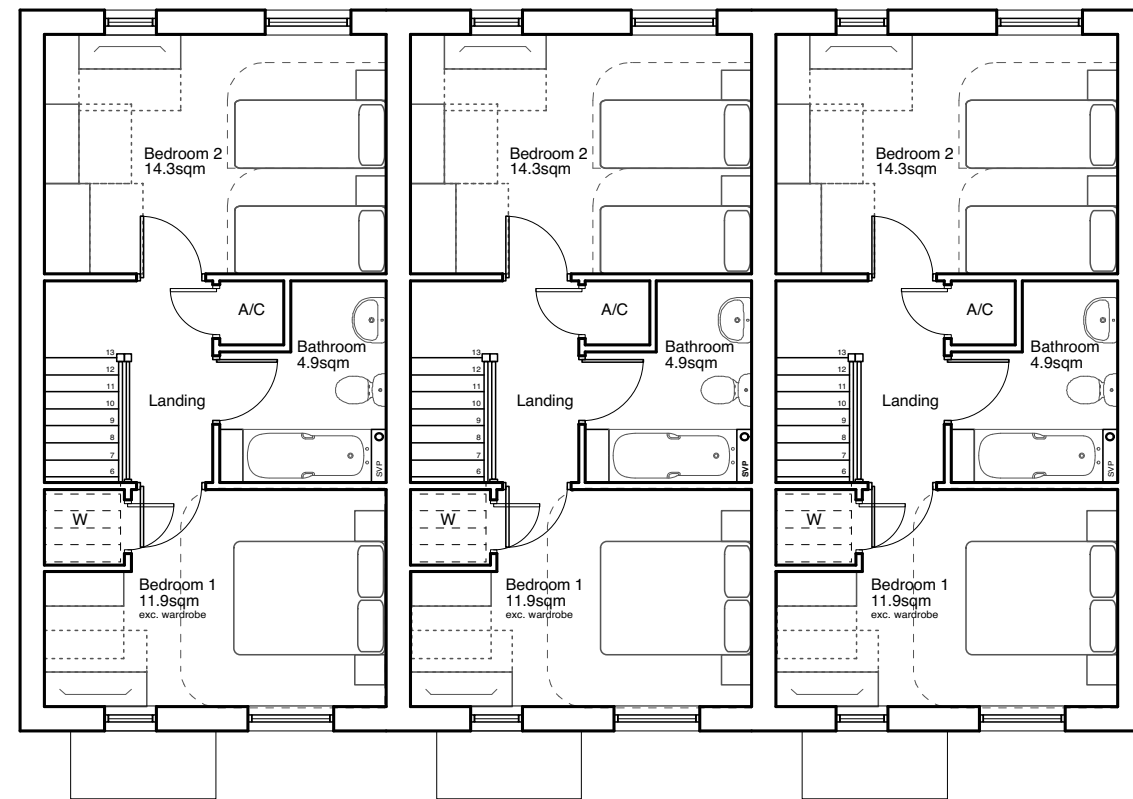 Bedroom 2
14.3sqm
A/C
Bathroom
4.9sqm
13
12
11
10
9
8
7
6
Landing
SVP
W
Bedroom 1
11.9sqm
exc. wardrobe
Bedroom 2
14.3sqm
A/C
Bathroom
4.9sqm
13
12
11
10
9
8
7
6
Landing
SVP
W
Bedroom 1
11.9sqm
exc. wardrobe
Bedroom 2
14.3sqm
A/C
Bathroom
4.9sqm
13
12
11
10
9
8
7
6
Landing
SVP
W
Bedroom 1
11.9sqm
exc. wardrobe